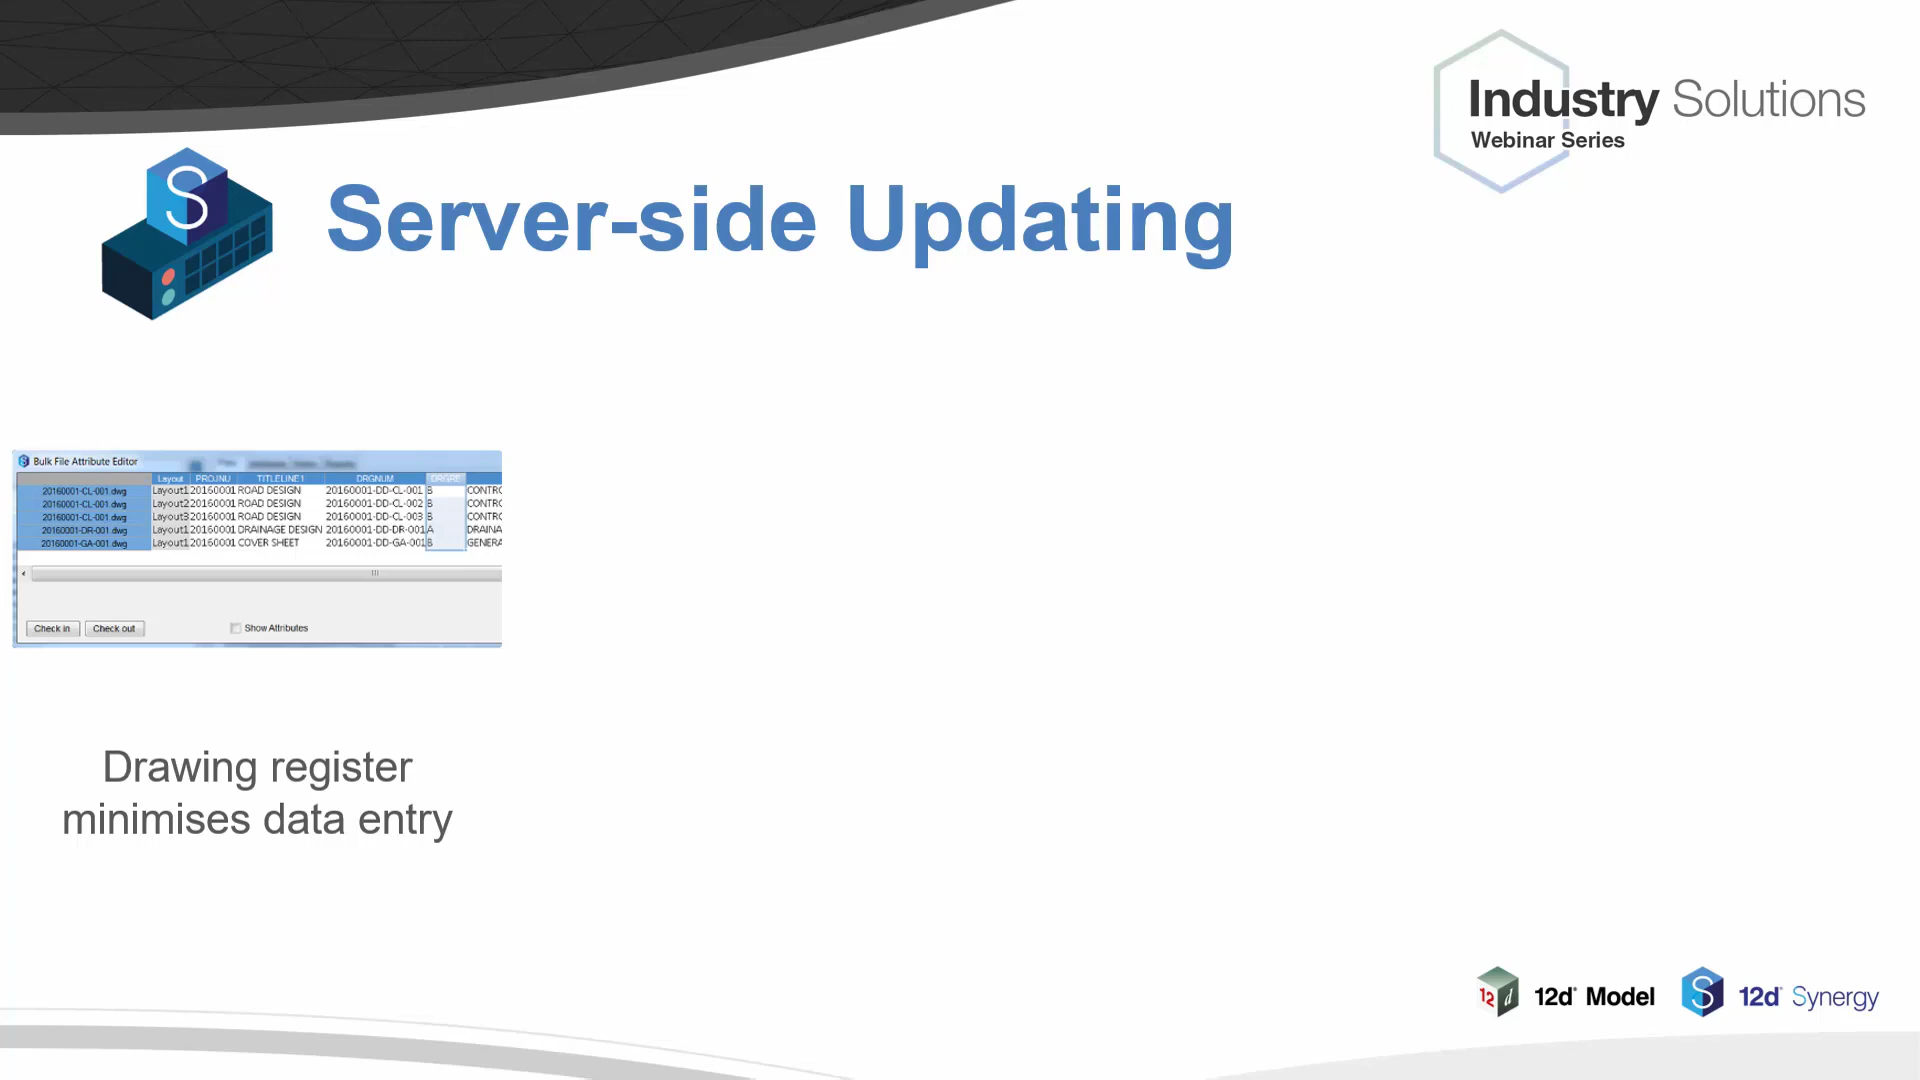 Industry Solutions
Webinar Series
S
Server-side Updating
Bulk File Attribute Editor
Layout PROJNU TITLELINE1 DRGNUM
20160001-CL-001.dwg Layout1 20160001 ROAD DESIGN 20160001-DD-CL-001 B CONTRO
20160001-CL-001.dwg Layout2 20160001 ROAD DESIGN 20160001-DD-CL-002 B CONTRO
20160001-CL-001.dwg Layout3 20160001 ROAD DESIGN 20160001-DD-CL-003 B CONTRO
20160001-DR-001.dwg Layout1 20160001 DRAINAGE DESIGN 20160001-DD-DR-001 A DRAINA
20160001-GA-001.dwg Layout1 20160001 COVER SHEET 20160001-DD-GA-001 B GENERA
Check in Check out Show Attributes
Drawing register
minimises data entry
12d 12d Model S 12d Synergy